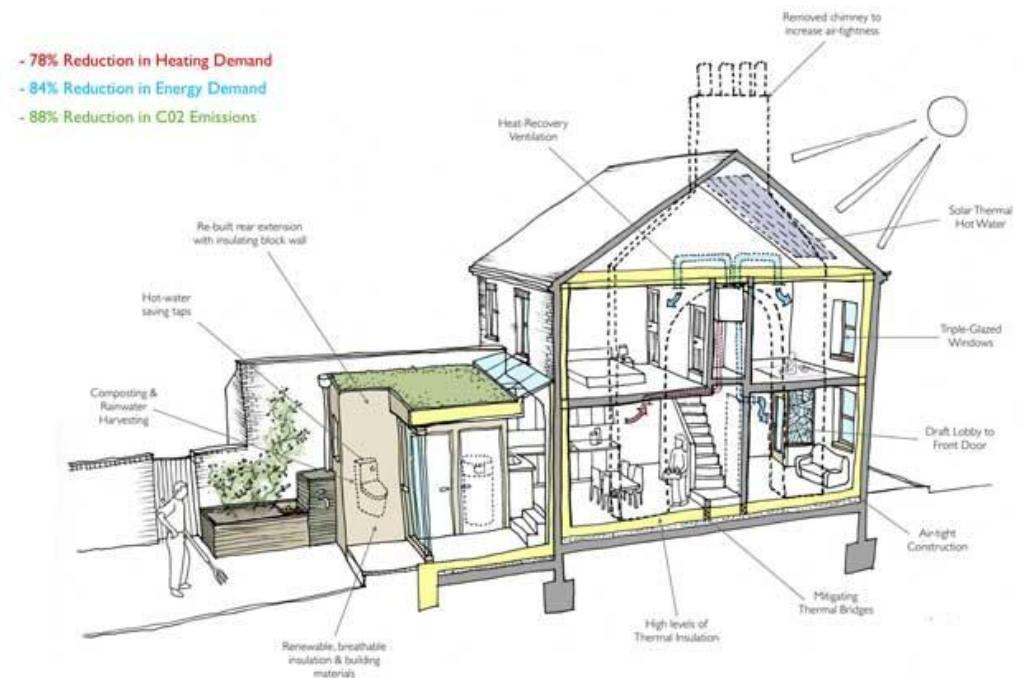 - 78% Reduction in Heating Demand
- 84% Reduction in Energy Demand
- 88% Reduction in C02 Emissions
Removed chimney to
increase air-tightness
Heat-Recovery
Ventilation
Solar Thermal
Hot Water
Re-built rear extension
with insulating block wall
Hot-water
saving taps
Triple-Glazed
Windows
Composting &
Rainwater
Harvesting
Draft Lobby to
Front Door
Air-tight
Construction
Mitigating
Thermal Bridges
High levels of
Thermal Insulation
Renewable, breathable
insulation & building
materials